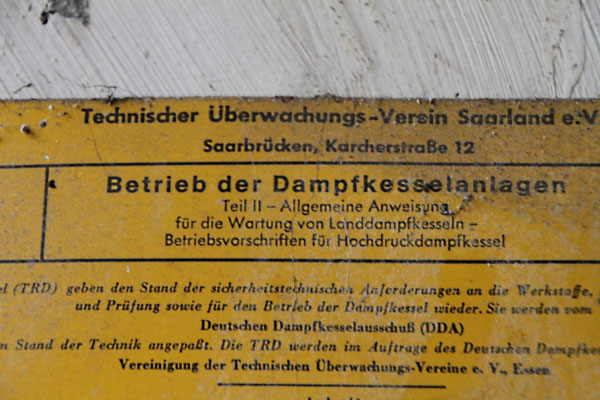 Technischer Überwachungs-Verein Saarland e.V
Saarbrücken, Karcherstraße 12
Betrieb der Dampfkesselanlagen
Teil II – Allgemeine Anweisung
für die Wartung von Landdampfkesseln –
Betriebsvorschriften für Hochdruckdampfkessel
el (TRD) geben den Stand der sicherheitstechnischen Anforderungen an die Werkstoffe,
und Prüfung sowie für den Betrieb der Dampfkessel wieder. Sie werden vom
Deutschen Dampfkesselausschuß (DDA)
m Stand der Technik angepaßt. Die TRD werden im Auftrage des Deutschen Dampfke
Vereinigung der Technischen Überwachungs-Vereine e. V., Essen